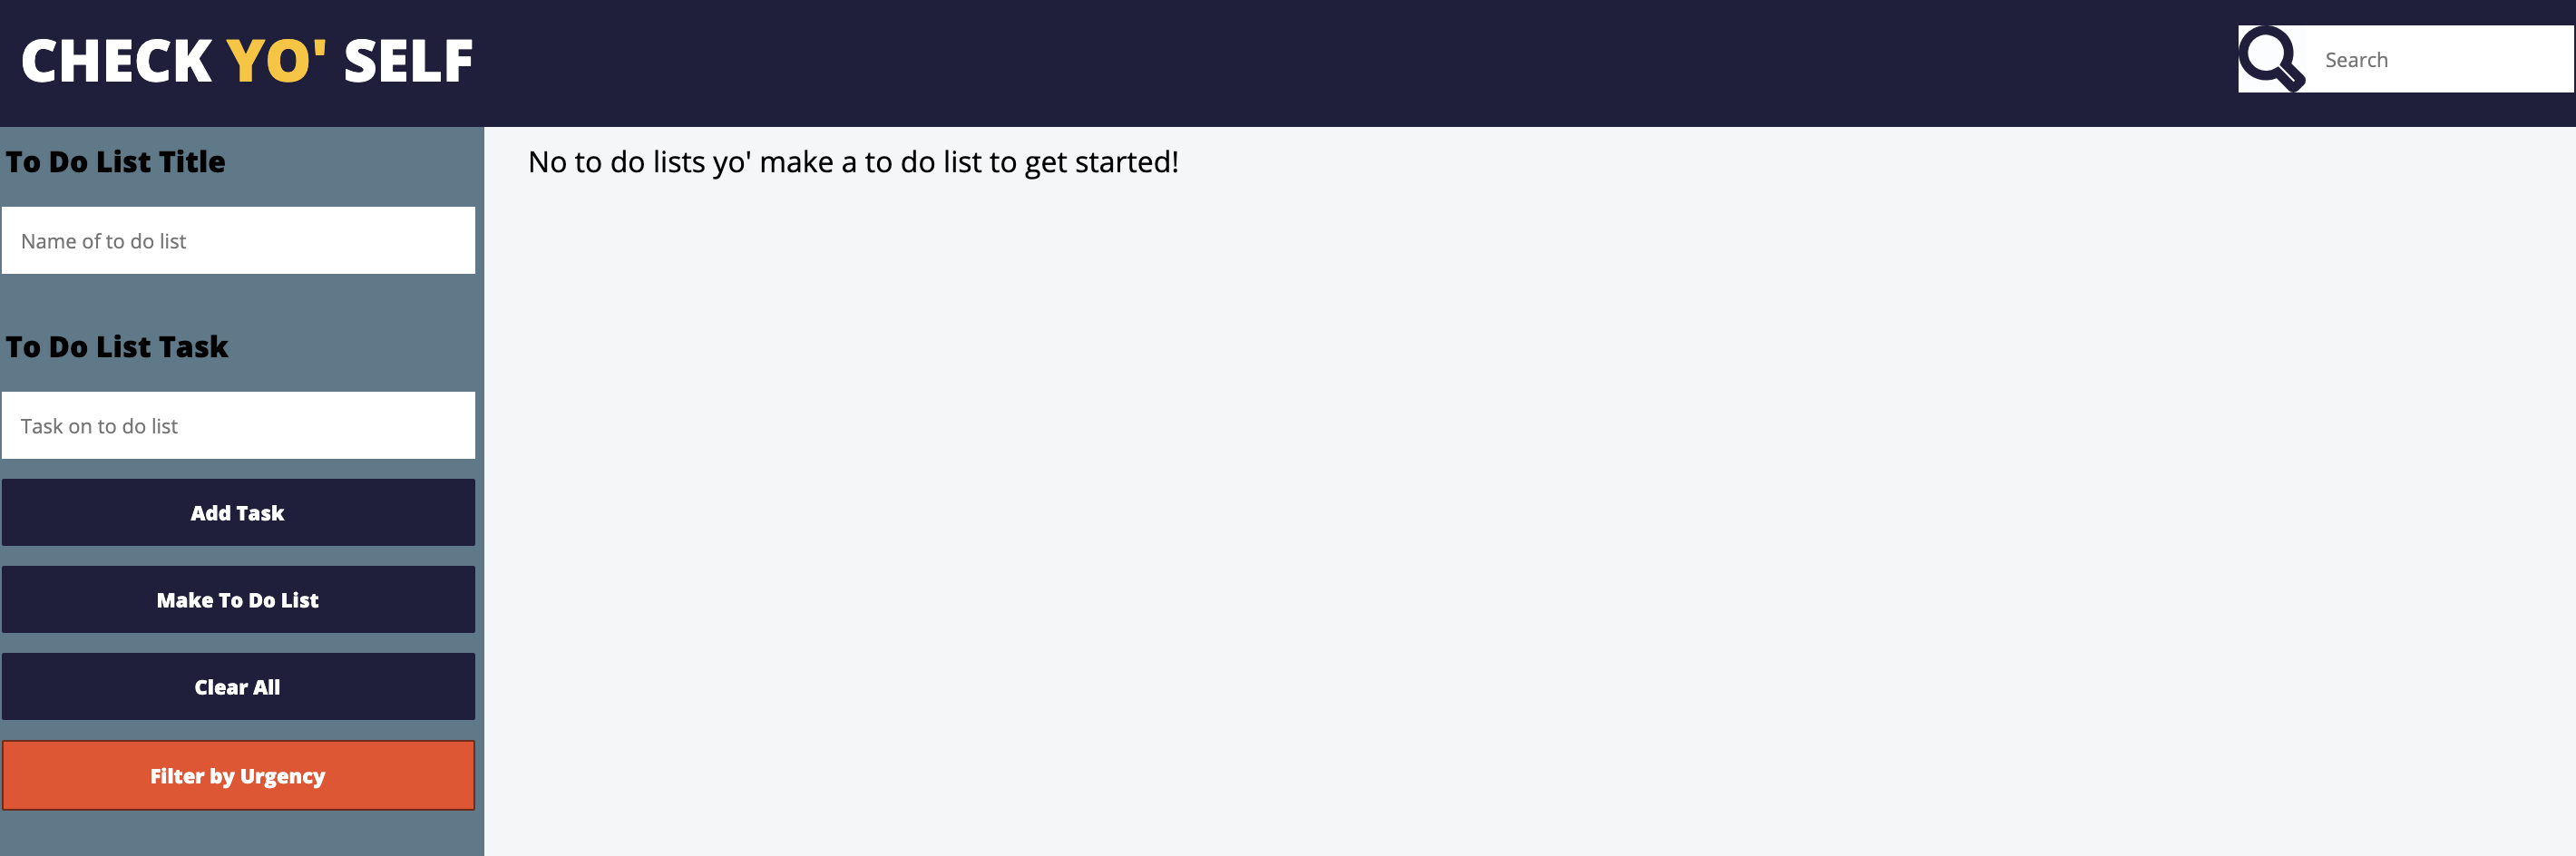 CHECK YO' SELF
Search
To Do List Title
No to do lists yo' make a to do list to get started!
Name of to do list
To Do List Task
Task on to do list
Add Task
Make To Do List
Clear All
Filter by Urgency